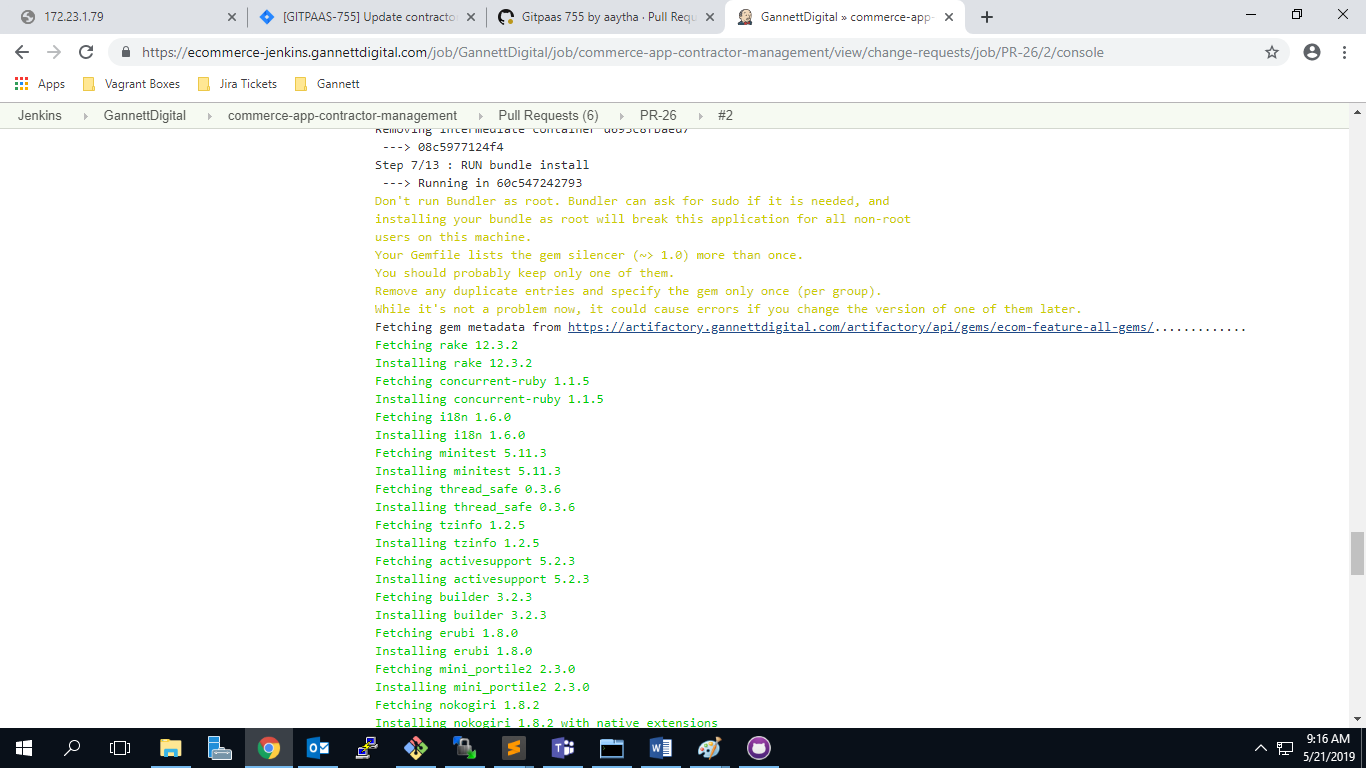 172.23.1.79
[GITPAAS-755] Update contracto
Gitpaas 755 by aaytha · Pull Requ
GannettDigital » commerce-app-
https://ecommerce-jenkins.gannettdigital.com/job/GannettDigital/job/commerce-app-contractor-management/view/change-requests/job/PR-26/2/console
Apps Vagrant Boxes Jira Tickets Gannett
Jenkins GannettDigital commerce-app-contractor-management Pull Requests (6) PR-26 #2
Removing intermediate container d695c8fbaed7
---> 08c5977124f4
Step 7/13 : RUN bundle install
---> Running in 60c547242793
Don't run Bundler as root. Bundler can ask for sudo if it is needed, and
installing your bundle as root will break this application for all non-root
users on this machine.
Your Gemfile lists the gem silencer (~> 1.0) more than once.
You should probably keep only one of them.
Remove any duplicate entries and specify the gem only once (per group).
While it's not a problem now, it could cause errors if you change the version of one of them later.
Fetching gem metadata from https://artifactory.gannettdigital.com/artifactory/api/gems/ecom-feature-all-gems/.............
Fetching rake 12.3.2
Installing rake 12.3.2
Fetching concurrent-ruby 1.1.5
Installing concurrent-ruby 1.1.5
Fetching i18n 1.6.0
Installing i18n 1.6.0
Fetching minitest 5.11.3
Installing minitest 5.11.3
Fetching thread_safe 0.3.6
Installing thread_safe 0.3.6
Fetching tzinfo 1.2.5
Installing tzinfo 1.2.5
Fetching activesupport 5.2.3
Installing activesupport 5.2.3
Fetching builder 3.2.3
Installing builder 3.2.3
Fetching erubi 1.8.0
Installing erubi 1.8.0
Fetching mini_portile2 2.3.0
Installing mini_portile2 2.3.0
Fetching nokogiri 1.8.2
Installing nokogiri 1.8.2 with native extensions
9:16 AM
5/21/2019